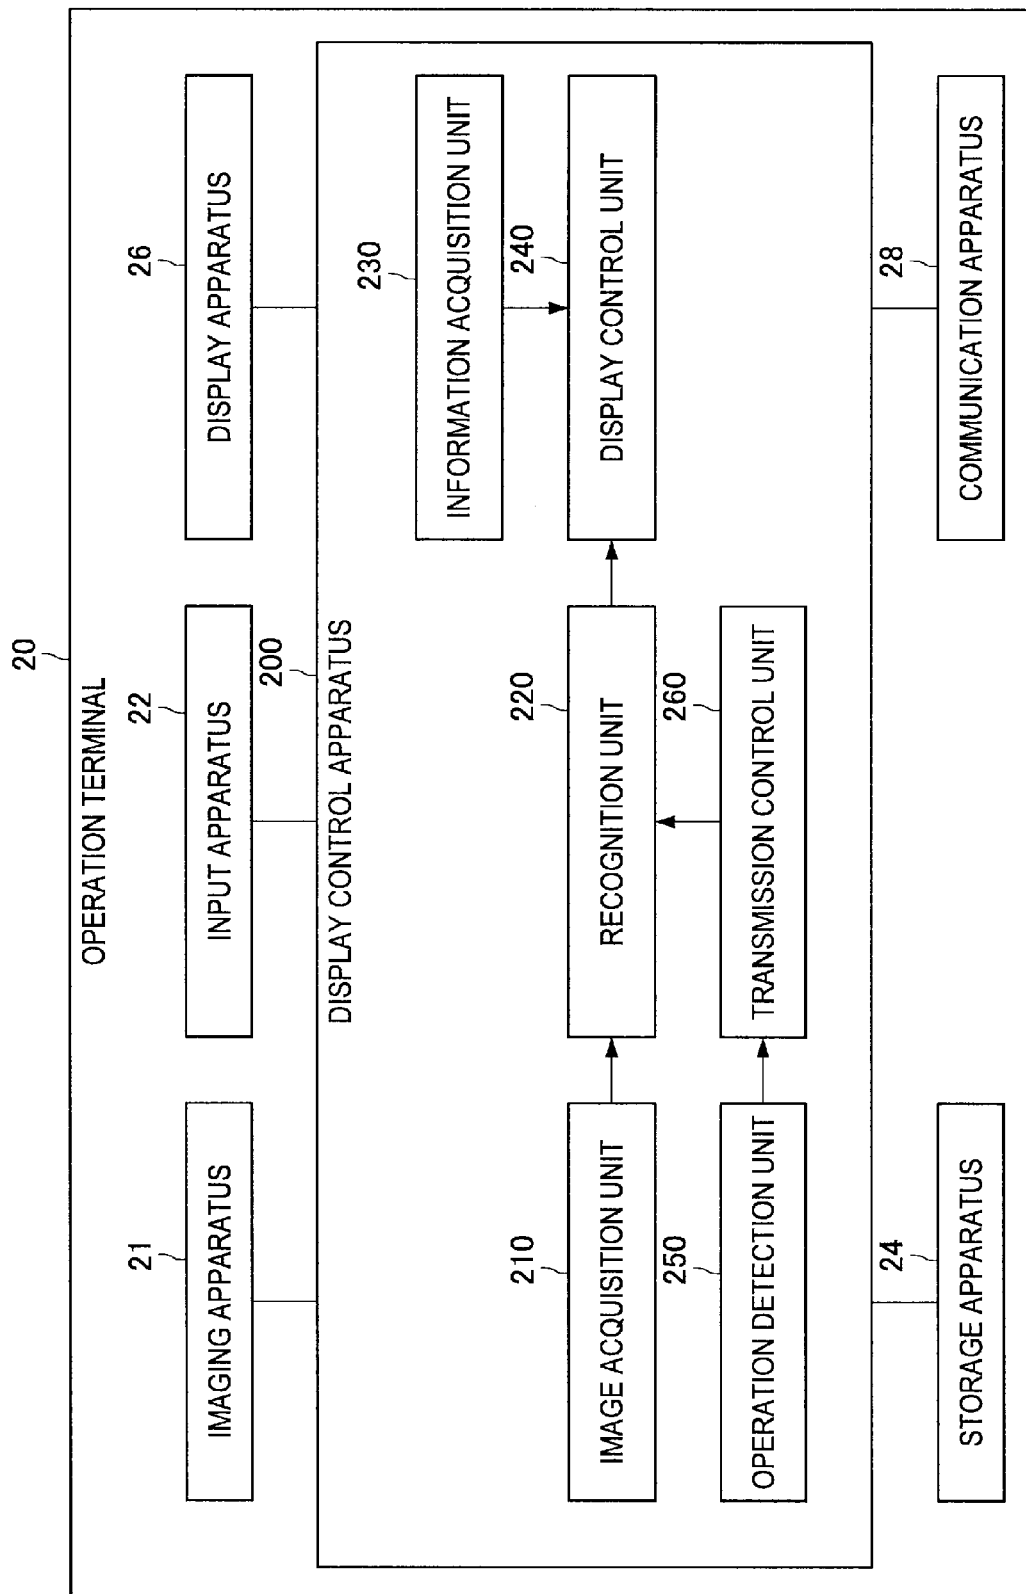 20
OPERATION TERMINAL
21
22
26
IMAGING APPARATUS
INPUT APPARATUS
DISPLAY APPARATUS
200
DISPLAY CONTROL APPARATUS
230
INFORMATION ACQUISITION UNIT
210
220
240
IMAGE ACQUISITION UNIT
RECOGNITION UNIT
DISPLAY CONTROL UNIT
250
260
OPERATION DETECTION UNIT
TRANSMISSION CONTROL UNIT
24
28
STORAGE APPARATUS
COMMUNICATION APPARATUS